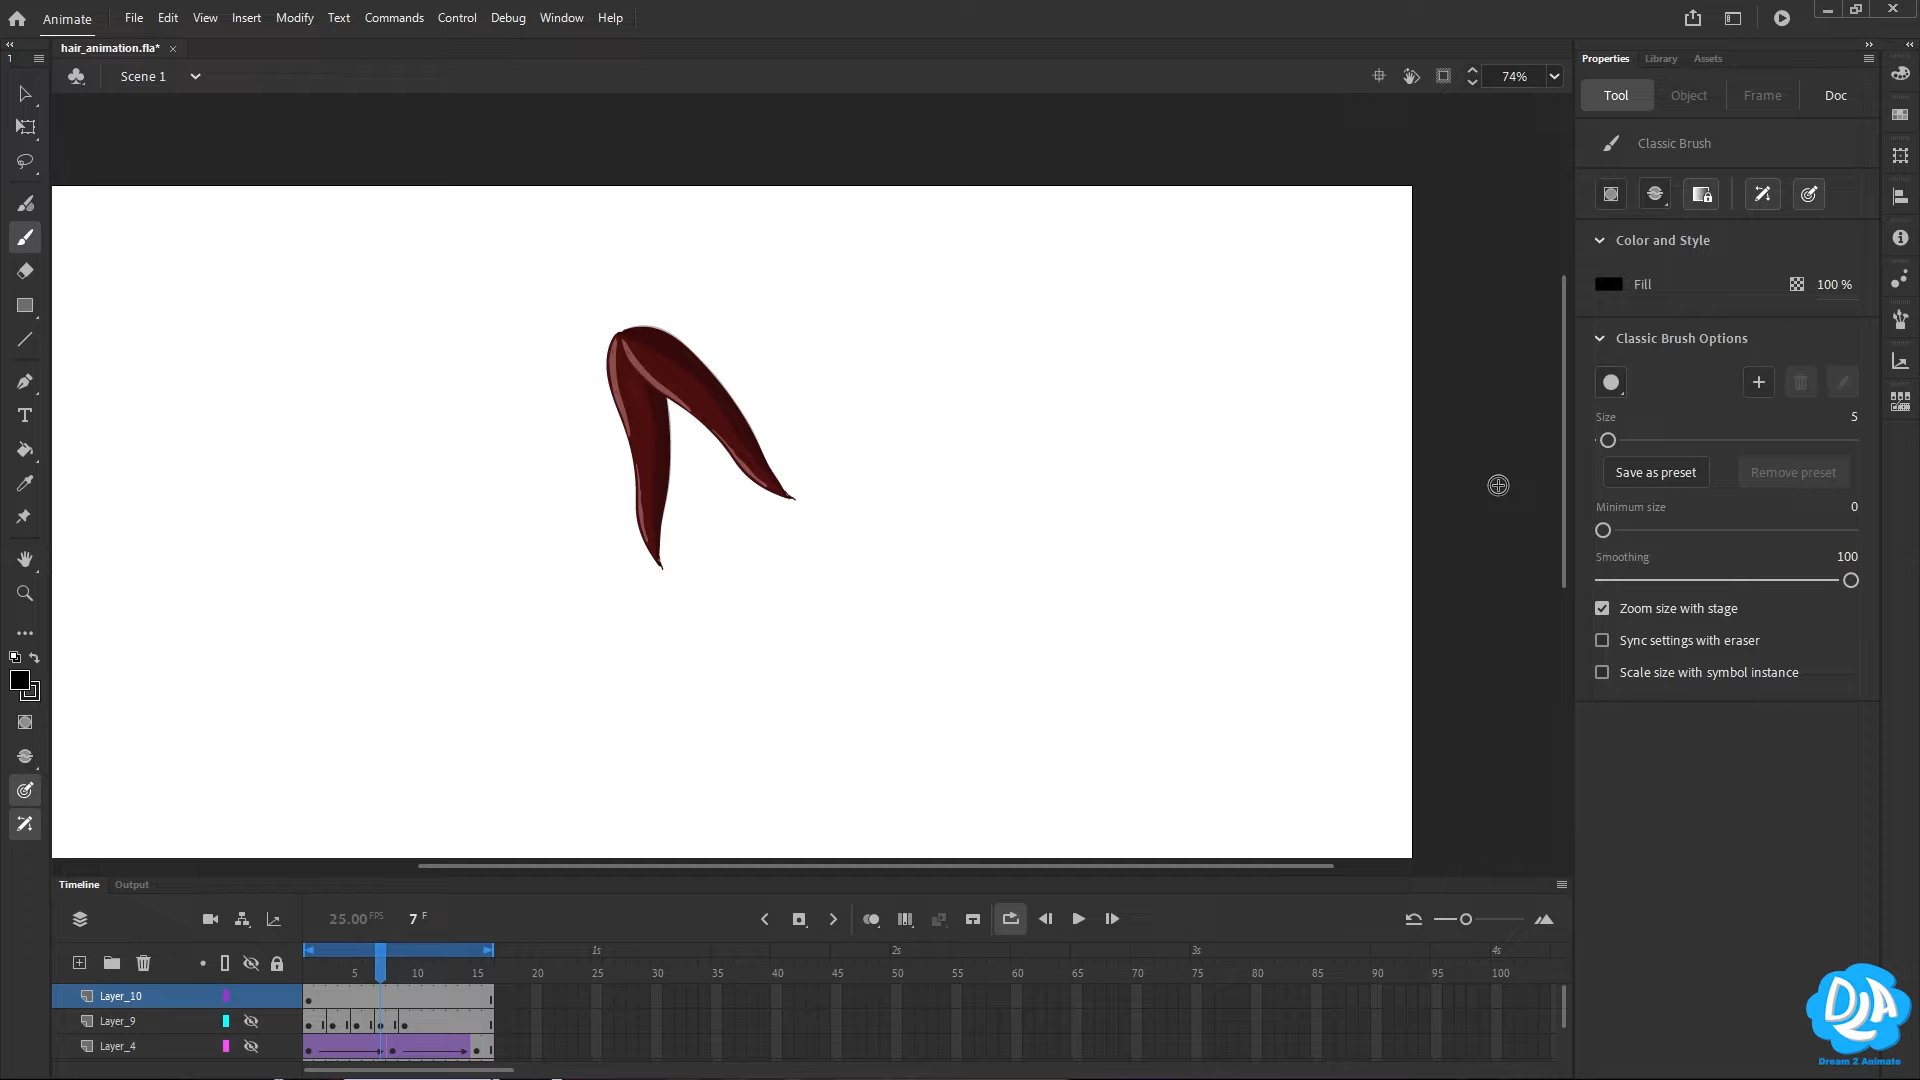 Animate File Edit View Insert Modify Text Commands Control Debug Window Help
hair_animation.fla*
Scene 1
74%
Properties Library Assets
Tool Object Frame Doc
Classic Brush
Color and Style
Fill 100 %
Classic Brush Options
Size 5
Save as preset Remove preset
Minimum size 0
Smoothing 100
Zoom size with stage
Sync settings with eraser
Scale size with symbol instance
Timeline Output
25.00 FPS 7 F
1s 2s 3s 4s
5 10 15 20 25 30 35 40 45 50 55 60 65 70 75 80 85 90 95 100
Layer_10
Layer_9
Layer_4
D2A
Dream 2 Animate